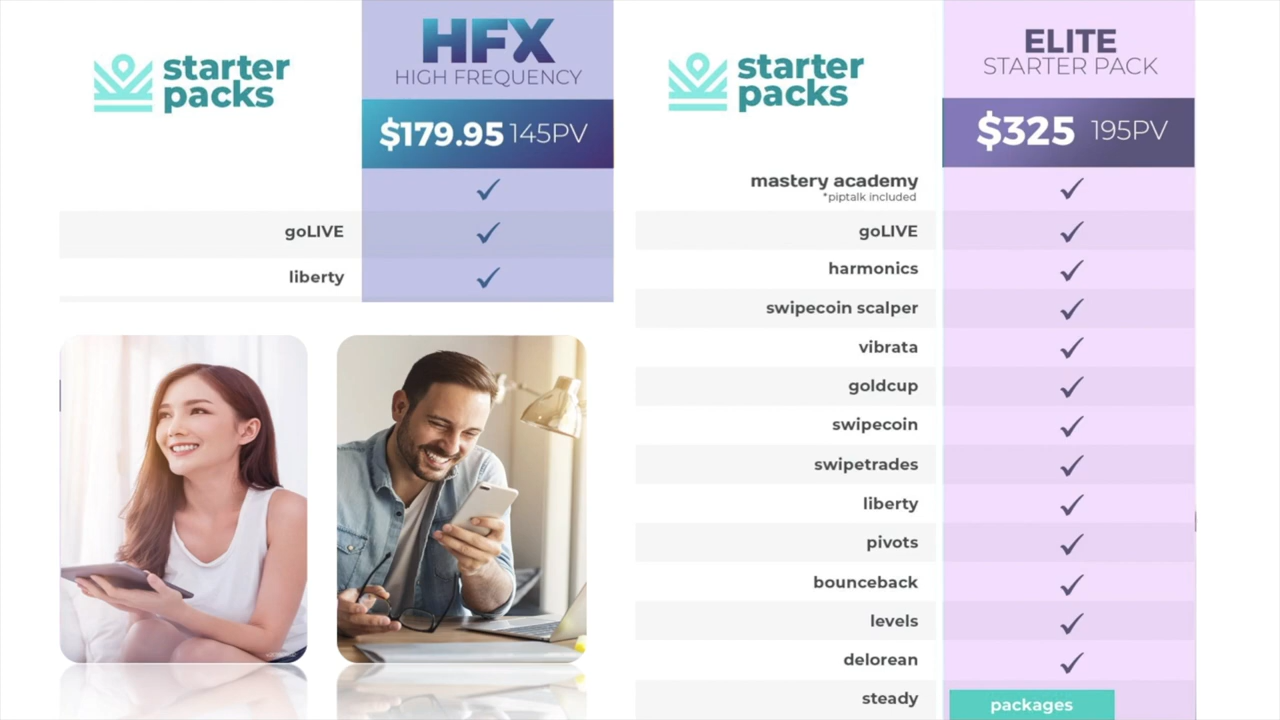 starter
packs
HFX
HIGH FREQUENCY
$179.95 145PV
goLIVE
liberty
starter
packs
ELITE
STARTER PACK
$325 195PV
mastery academy
*piptalk included
goLIVE
harmonics
swipecoin scalper
vibrata
goldcup
swipecoin
swipetrades
liberty
pivots
bounceback
levels
delorean
steady
packages